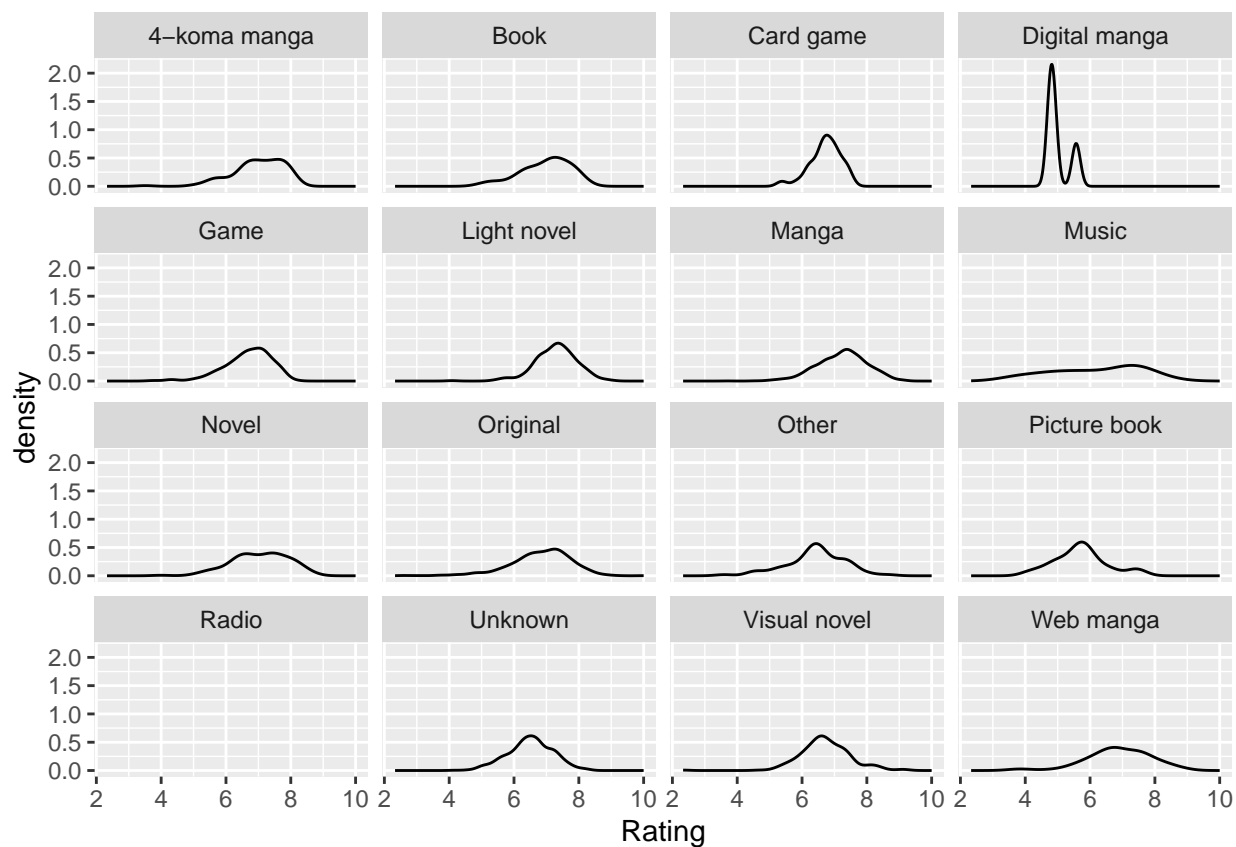 4−koma manga Book Card game Digital manga
2.0
1.5
1.0
0.5
0.0
Game Light novel Manga Music
2.0
1.5
1.0
0.5
0.0
density
Novel Original Other Picture book
2.0
1.5
1.0
0.5
0.0
Radio Unknown Visual novel Web manga
2.0
1.5
1.0
0.5
0.0
2 4 6 8 10 2 4 6 8 10 2 4 6 8 10 2 4 6 8 10
Rating